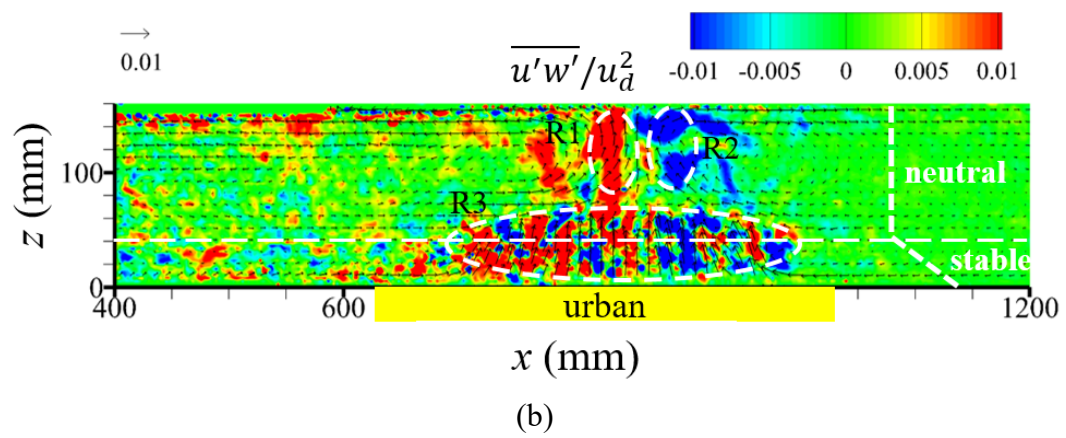 0.01
u'w'/u_d^2
-0.01 -0.005 0 0.005 0.01
z (mm)
100
0
R1
R2
R3
neutral
stable
400 600 1200
urban
x (mm)
(b)